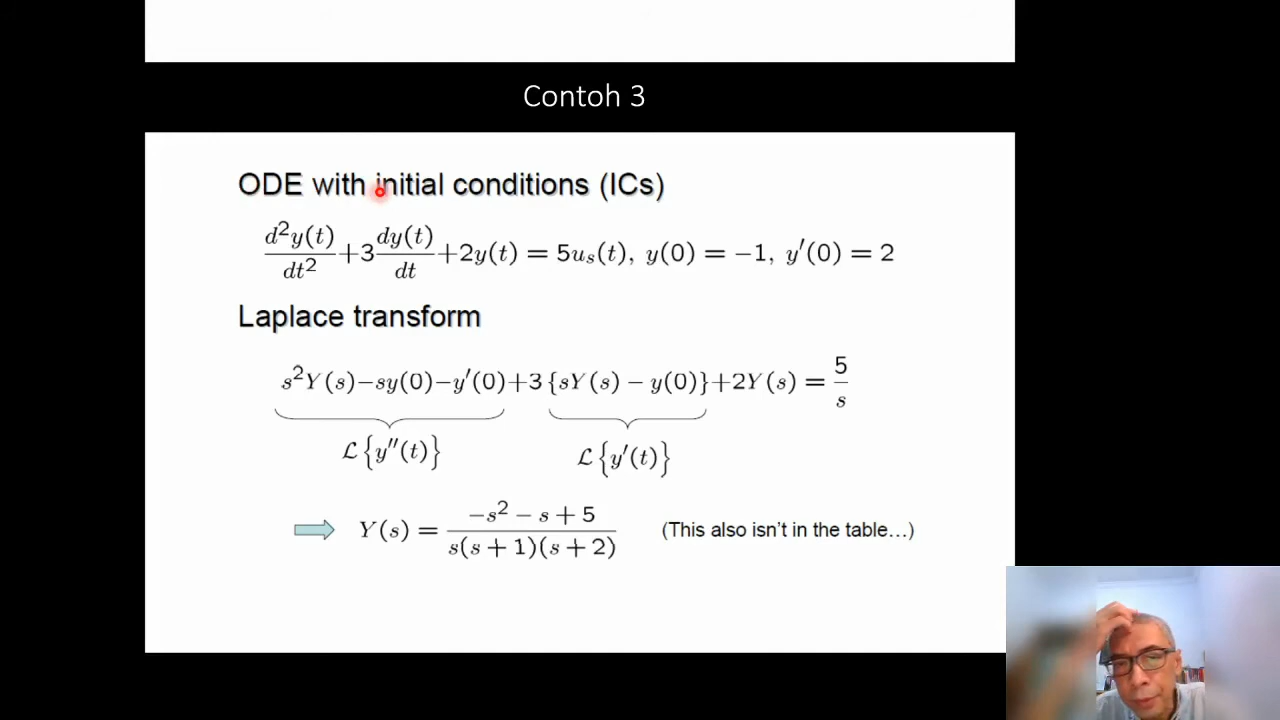 Contoh 3
ODE with initial conditions (ICs)
d²y(t)/dt² + 3 dy(t)/dt + 2y(t) = 5uₛ(t), y(0) = −1, y′(0) = 2
Laplace transform
s²Y(s)−sy(0)−y′(0)+3{sY(s) − y(0)}+2Y(s) = 5/s
ℒ{y″(t)} ℒ{y′(t)}
Y(s) = (−s² − s + 5)/(s(s + 1)(s + 2)) (This also isn't in the table...)